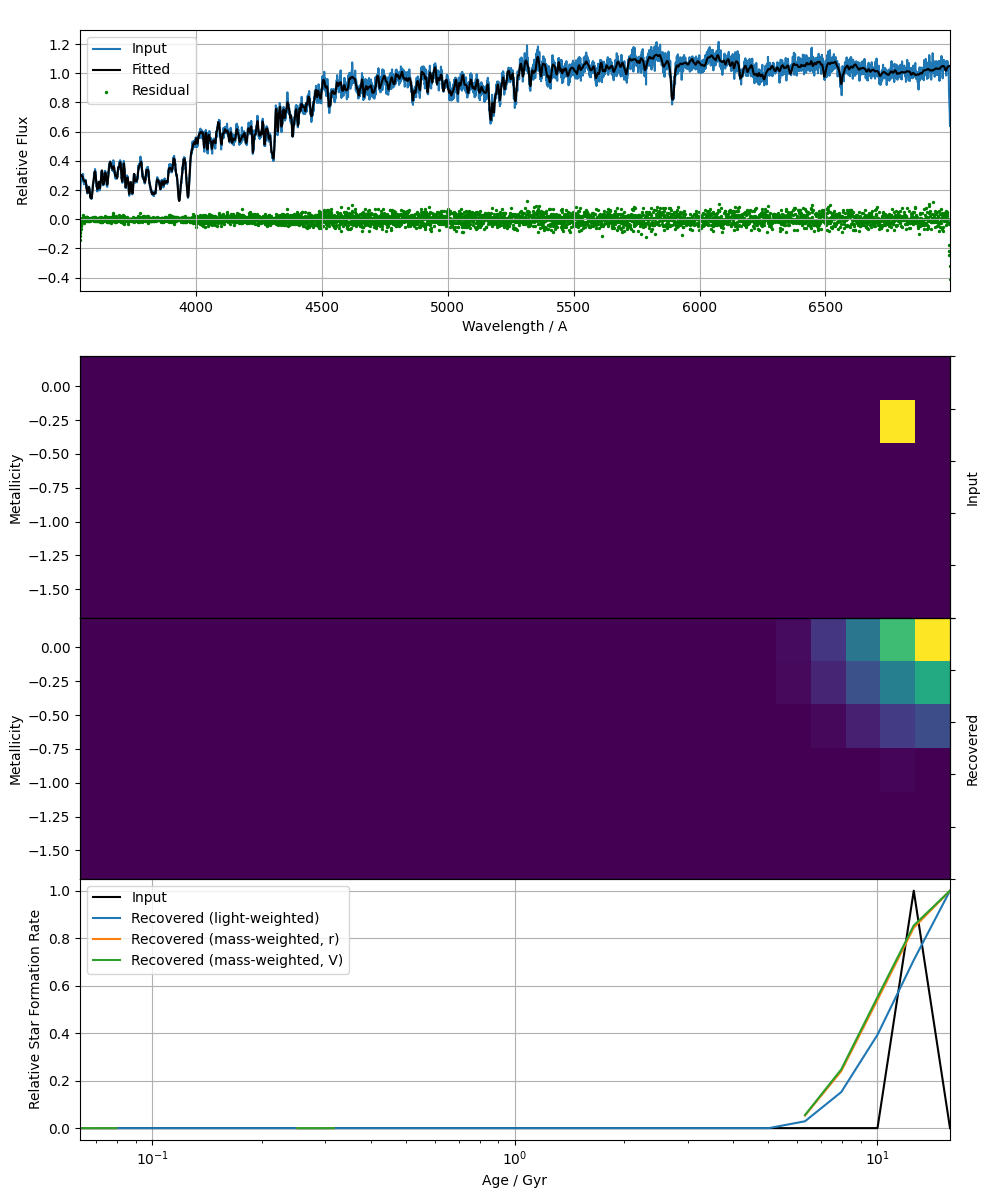 1.2
1.0
0.8
0.6
0.4
0.2
0.0
−0.2
−0.4
Relative Flux
Input
Fitted
Residual
4000
4500
5000
5500
6000
6500
Wavelength / A
0.00
−0.25
−0.50
−0.75
−1.00
−1.25
−1.50
Metallicity
Input
0.00
−0.25
−0.50
−0.75
−1.00
−1.25
−1.50
Metallicity
Recovered
1.0
0.8
0.6
0.4
0.2
0.0
Relative Star Formation Rate
Input
Recovered (light-weighted)
Recovered (mass-weighted, r)
Recovered (mass-weighted, V)
10⁻¹
10⁰
10¹
Age / Gyr